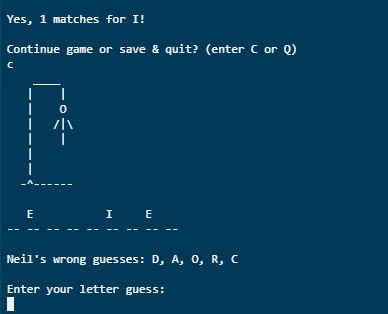 Yes, 1 matches for I!
Continue game or save & quit? (enter C or Q)
c
____
|    |
|    O
|   /|\
|    |
|
|
-^------
E I E
-- -- -- -- -- -- -- -- --
Neil's wrong guesses: D, A, O, R, C
Enter your letter guess: